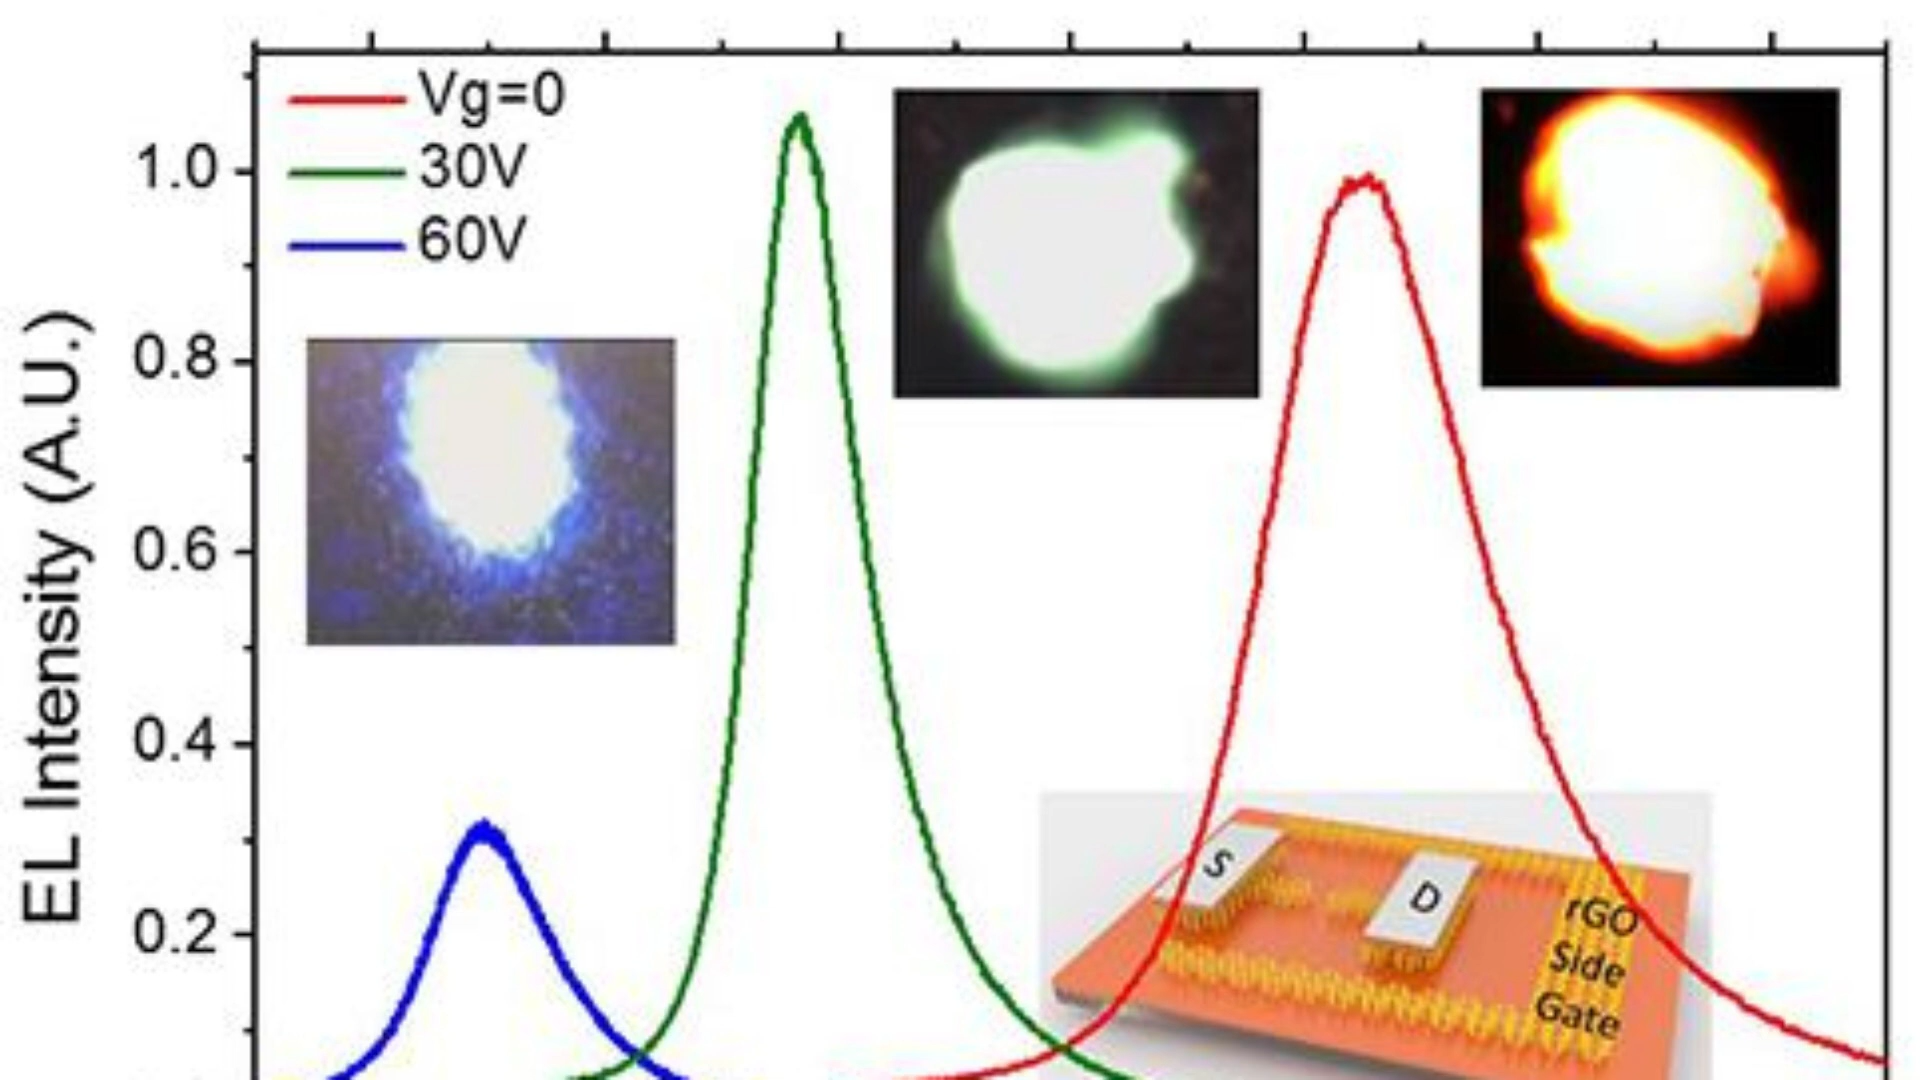 Vg=0
30V
60V
1.0
0.8
0.6
0.4
0.2
EL Intensity (A.U.)
S
D
rGO
Side
Gate